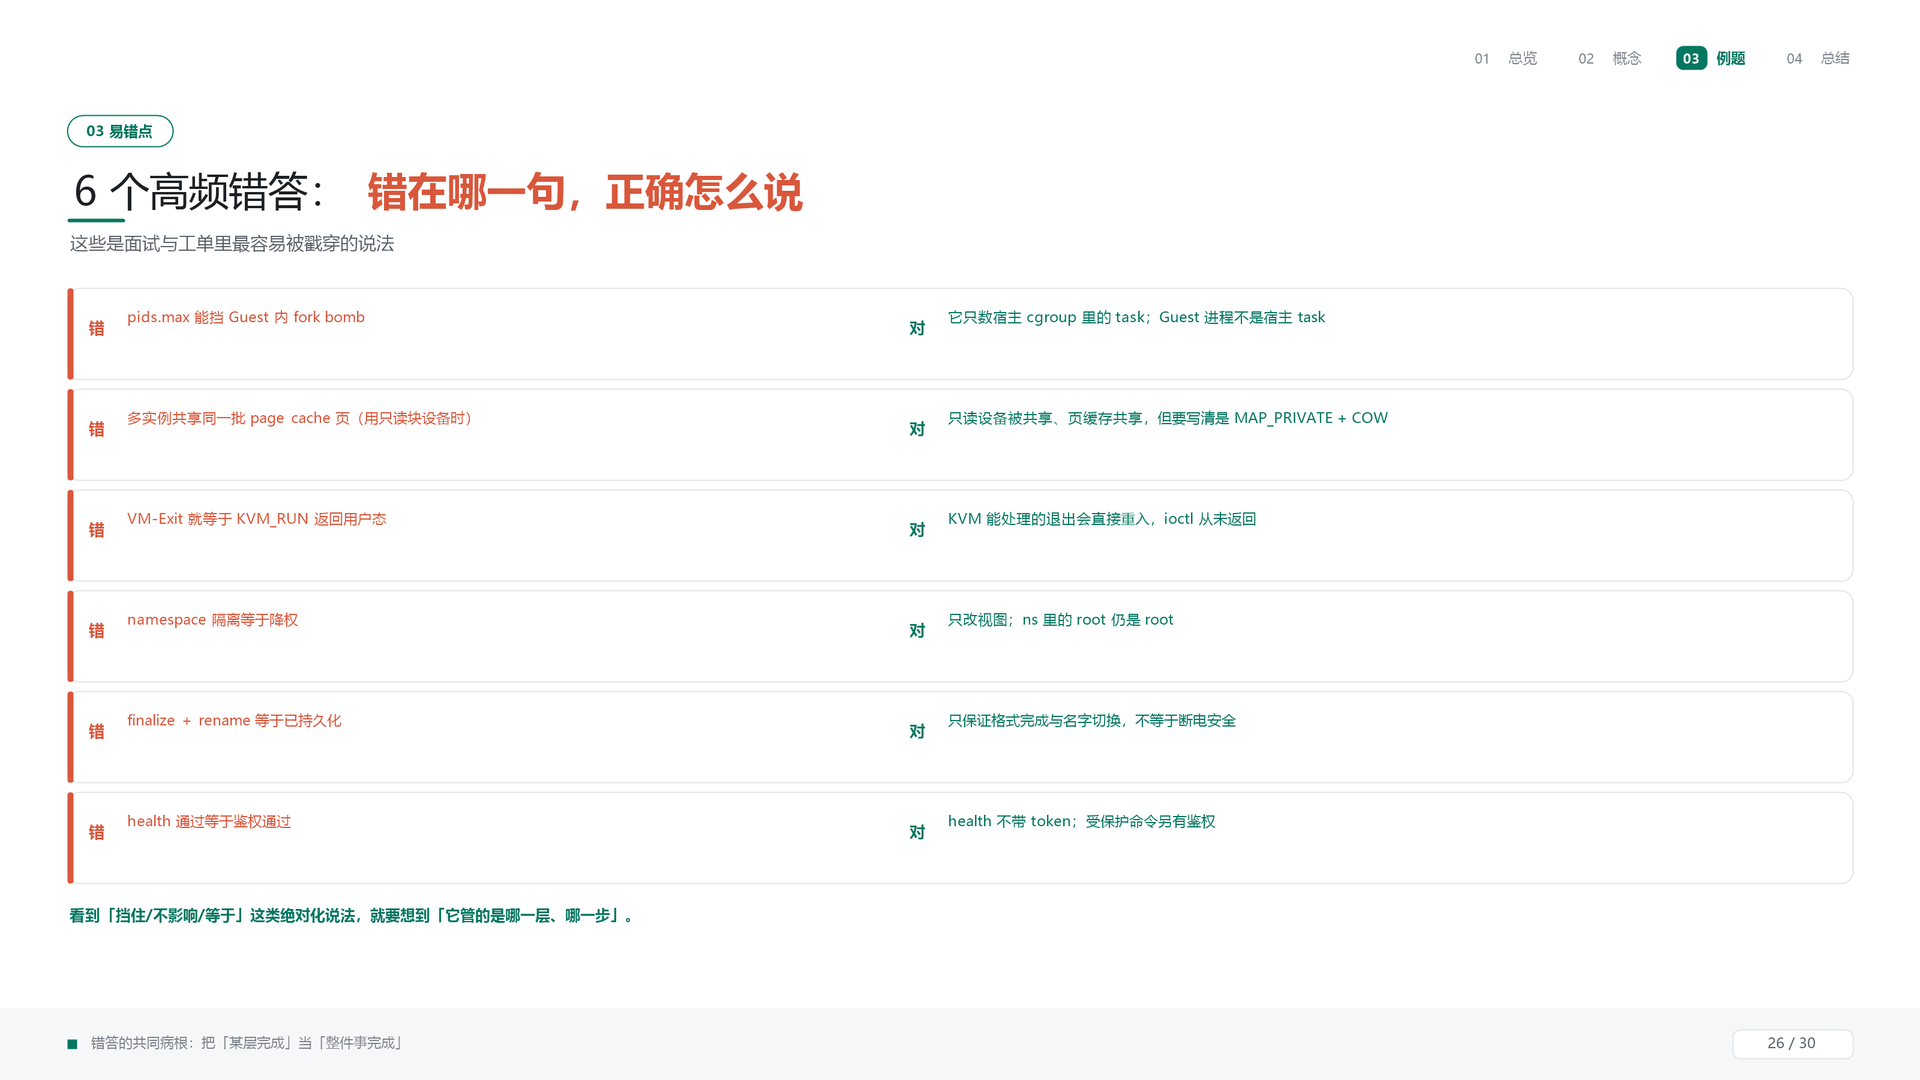 01 总览 02 概念 03 例题 04 总结
03 易错点
6 个高频错答： 错在哪一句，正确怎么说
这些是面试与工单里最容易被戳穿的说法
错 pids.max 能挡 Guest 内 fork bomb 对 它只数宿主 cgroup 里的 task；Guest 进程不是宿主 task
错 多实例共享同一批 page cache 页（用只读块设备时） 对 只读设备被共享、页缓存共享，但要写清是 MAP_PRIVATE + COW
错 VM-Exit 就等于 KVM_RUN 返回用户态 对 KVM 能处理的退出会直接重入，ioctl 从未返回
错 namespace 隔离等于降权 对 只改视图；ns 里的 root 仍是 root
错 finalize + rename 等于已持久化 对 只保证格式完成与名字切换，不等于断电安全
错 health 通过等于鉴权通过 对 health 不带 token；受保护命令另有鉴权
看到「挡住/不影响/等于」这类绝对化说法，就要想到「它管的是哪一层、哪一步」。
错答的共同病根：把「某层完成」当「整件事完成」
26 / 30